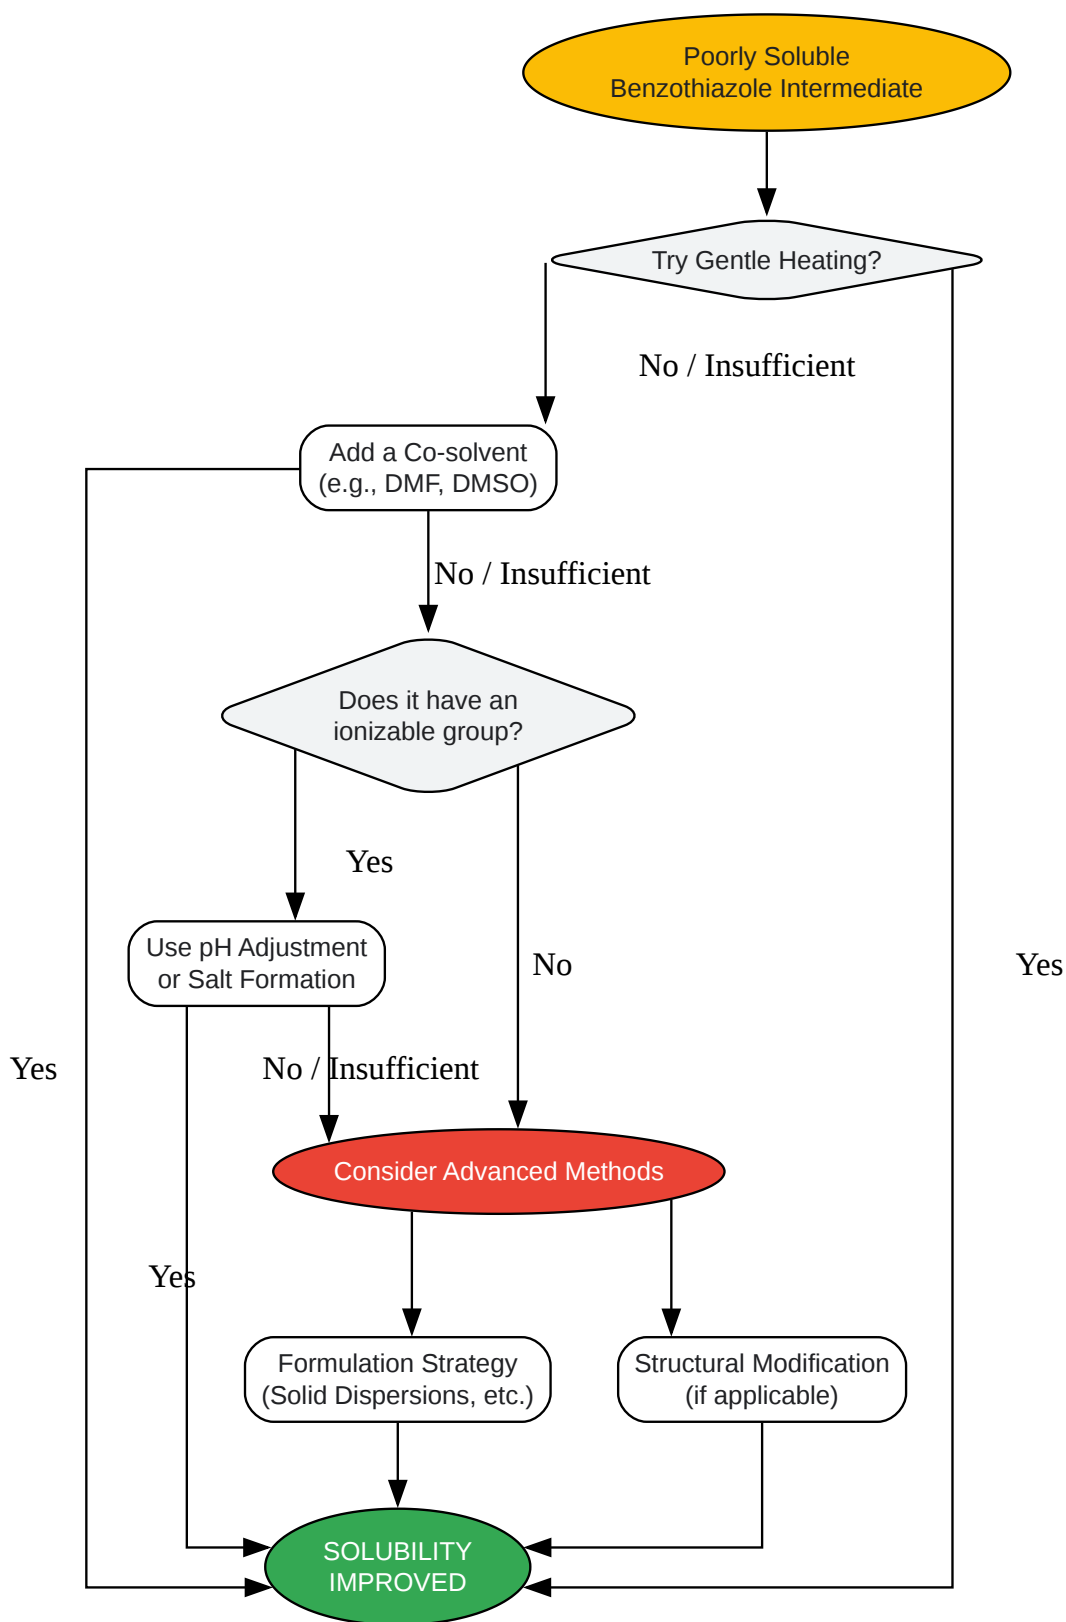 Poorly Soluble
Benzothiazole Intermediate
Try Gentle Heating?
No / Insufficient
Add a Co-solvent
(e.g., DMF, DMSO)
No / Insufficient
Does it have an
ionizable group?
Yes
Use pH Adjustment
or Salt Formation
No
Yes
Yes
No / Insufficient
Consider Advanced Methods
Yes
Formulation Strategy
(Solid Dispersions, etc.)
Structural Modification
(if applicable)
SOLUBILITY
IMPROVED